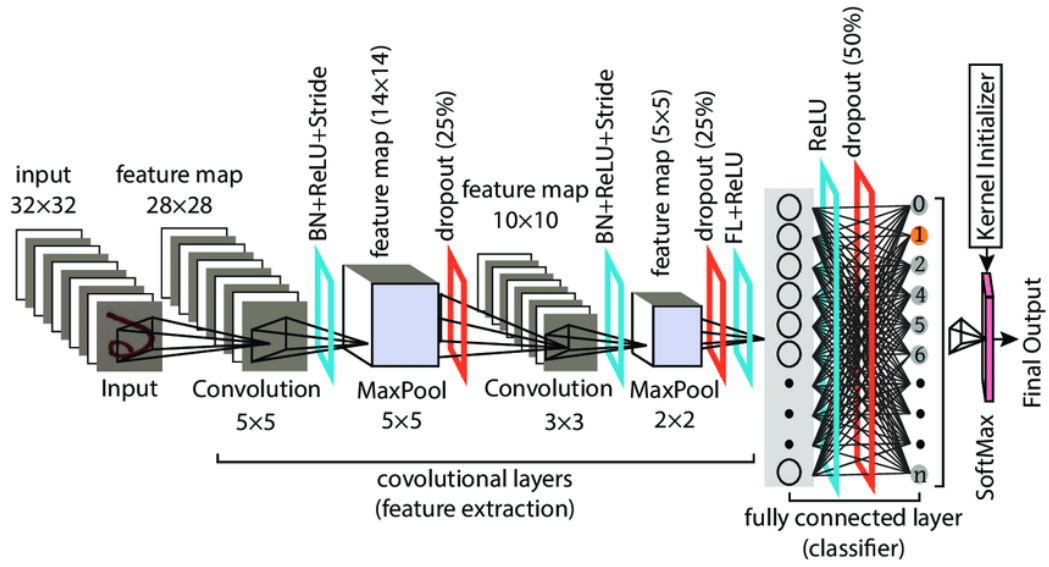 input
32×32
feature map
28×28
BN+ReLU+Stride
feature map (14×14)
dropout (25%)
feature map
10×10
BN+ReLU+Stride
feature map (5×5)
dropout (25%)
FL+ReLU
ReLU
dropout (50%)
Kernel Initializer
0
1
2
4
5
6
n
Input
Convolution
5×5
MaxPool
5×5
Convolution
3×3
MaxPool
2×2
SoftMax
Final Output
covolutional layers
(feature extraction)
fully connected layer
(classifier)